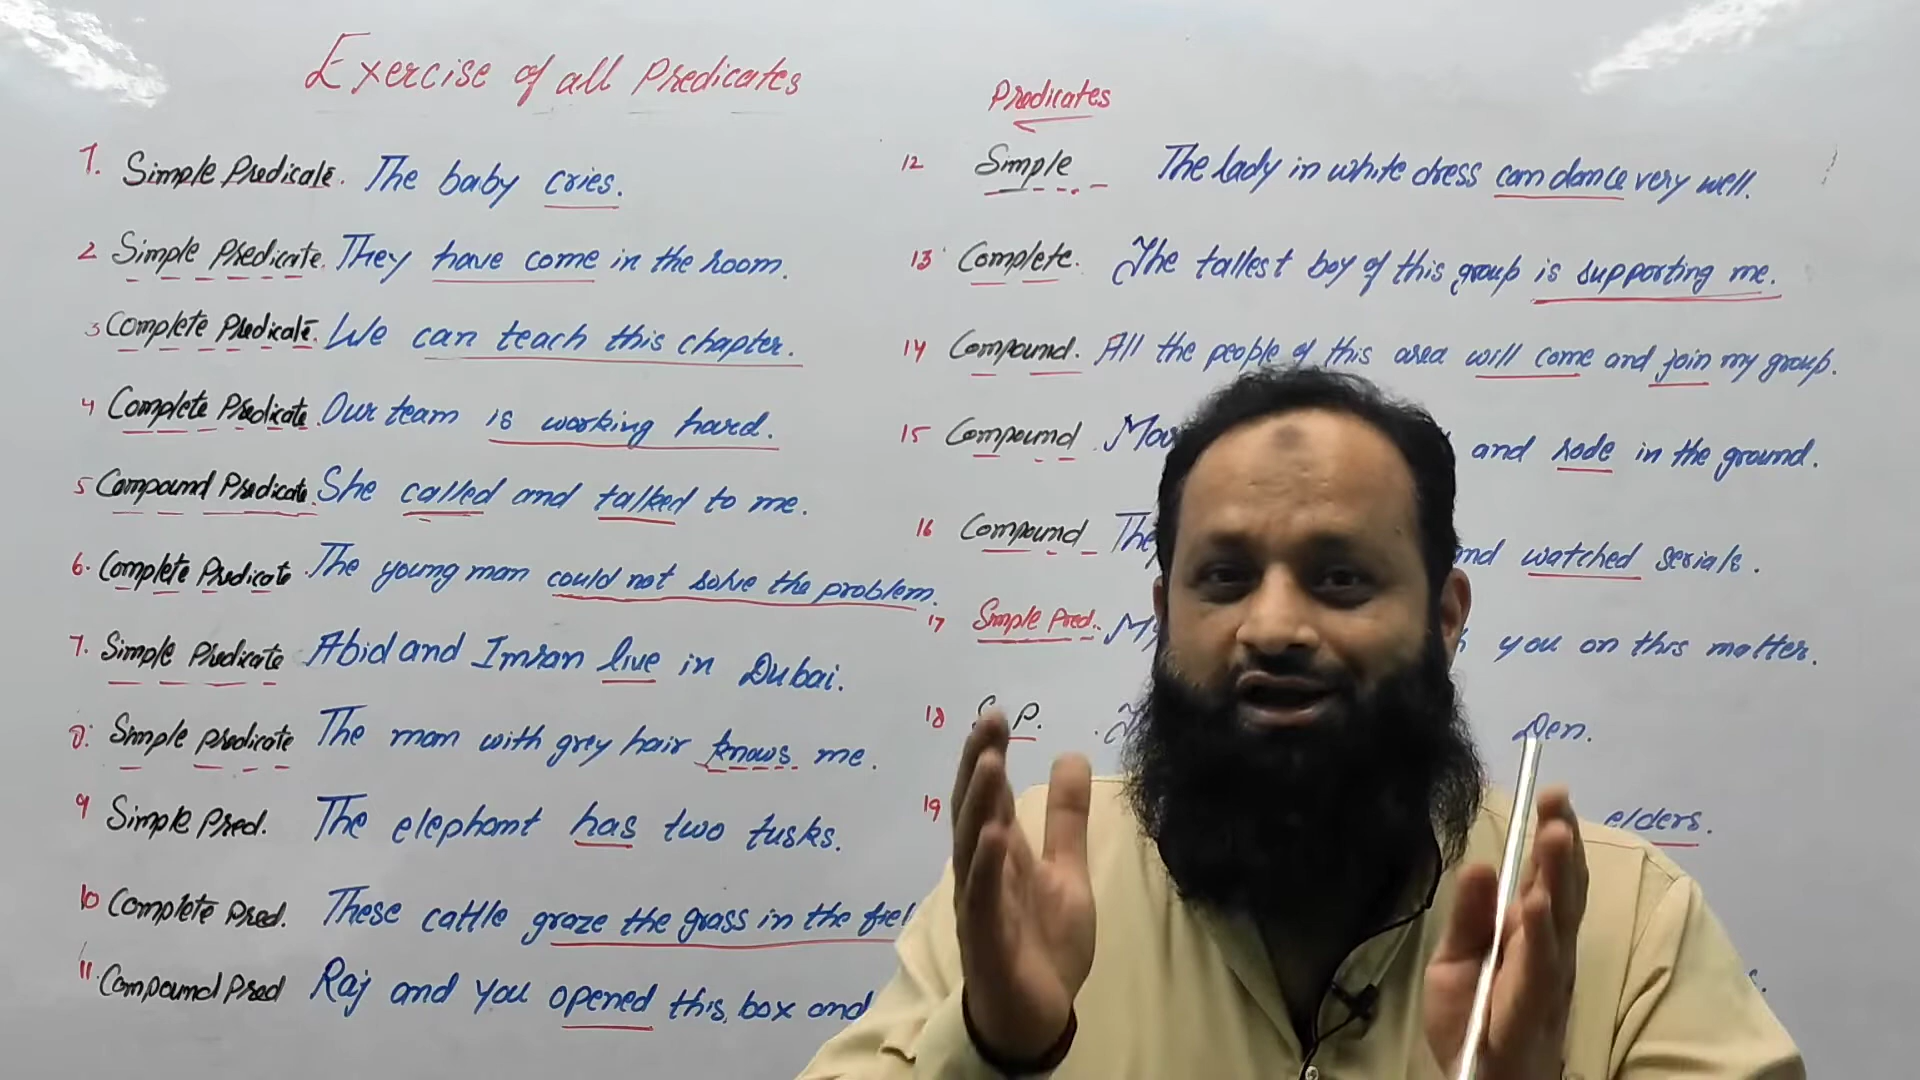 Exercise of all Predicates
1. Simple Predicate. The baby cries.
2 Simple Predicate. They have come in the room.
3 Complete Predicate. We can teach this chapter.
4 Complete Predicate. Our team is working hard.
5 Compound Predicate. She called and talked to me.
6. Complete Predicate. The young man could not solve the problem.
7. Simple Predicate Abid and Imran live in Dubai.
8. Simple Predicate The man with grey hair knows me.
9 Simple Pred. The elephant has two tusks.
10 Complete Pred. These cattle graze the grass in the
11. Compound Pred Raj and you opened this box and
Predicates
12 Simple The lady in white dress can dance very well.
13 Complete. The tallest boy of this group is supporting me.
14 Compound. All the people of this area will come and join my group.
15 Compound. and rode in the ground.
16 Compound watched serials.
17 Simple Pred. you on this matter.
18 P. Den.
19 elders.